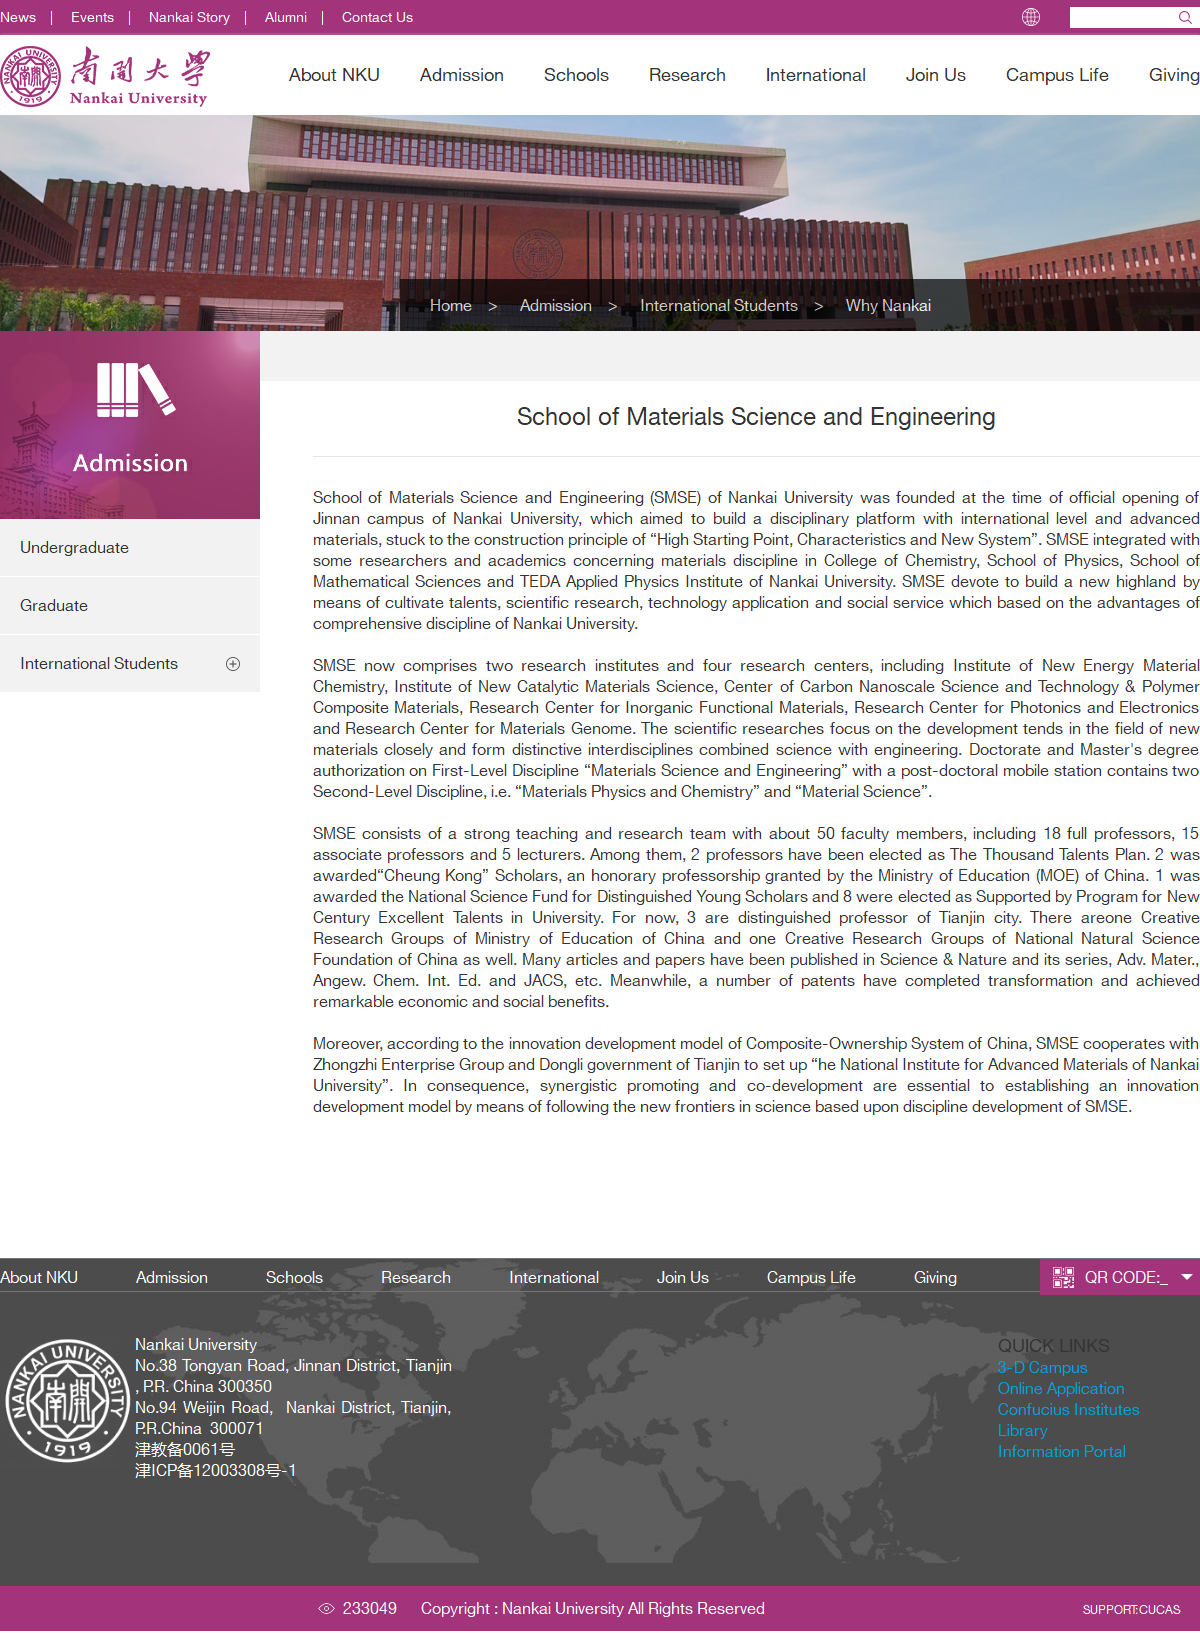 News | Events | Nankai Story | Alumni | Contact Us
NANKAI UNIVERSITY
南開
1919
南開大學
Nankai University
About NKU Admission Schools Research International Join Us Campus Life Giving
Home > Admission > International Students > Why Nankai
Admission
Undergraduate
Graduate
International Students
School of Materials Science and Engineering
School of Materials Science and Engineering (SMSE) of Nankai University was founded at the time of official opening of
Jinnan campus of Nankai University, which aimed to build a disciplinary platform with international level and advanced
materials, stuck to the construction principle of “High Starting Point, Characteristics and New System”. SMSE integrated with
some researchers and academics concerning materials discipline in College of Chemistry, School of Physics, School of
Mathematical Sciences and TEDA Applied Physics Institute of Nankai University. SMSE devote to build a new highland by
means of cultivate talents, scientific research, technology application and social service which based on the advantages of
comprehensive discipline of Nankai University.
SMSE now comprises two research institutes and four research centers, including Institute of New Energy Material
Chemistry, Institute of New Catalytic Materials Science, Center of Carbon Nanoscale Science and Technology & Polymer
Composite Materials, Research Center for Inorganic Functional Materials, Research Center for Photonics and Electronics
and Research Center for Materials Genome. The scientific researches focus on the development tends in the field of new
materials closely and form distinctive interdisciplines combined science with engineering. Doctorate and Master's degree
authorization on First-Level Discipline “Materials Science and Engineering” with a post-doctoral mobile station contains two
Second-Level Discipline, i.e. “Materials Physics and Chemistry” and “Material Science”.
SMSE consists of a strong teaching and research team with about 50 faculty members, including 18 full professors, 15
associate professors and 5 lecturers. Among them, 2 professors have been elected as The Thousand Talents Plan. 2 was
awarded“Cheung Kong” Scholars, an honorary professorship granted by the Ministry of Education (MOE) of China. 1 was
awarded the National Science Fund for Distinguished Young Scholars and 8 were elected as Supported by Program for New
Century Excellent Talents in University. For now, 3 are distinguished professor of Tianjin city. There areone Creative
Research Groups of Ministry of Education of China and one Creative Research Groups of National Natural Science
Foundation of China as well. Many articles and papers have been published in Science & Nature and its series, Adv. Mater.,
Angew. Chem. Int. Ed. and JACS, etc. Meanwhile, a number of patents have completed transformation and achieved
remarkable economic and social benefits.
Moreover, according to the innovation development model of Composite-Ownership System of China, SMSE cooperates with
Zhongzhi Enterprise Group and Dongli government of Tianjin to set up “he National Institute for Advanced Materials of Nankai
University”. In consequence, synergistic promoting and co-development are essential to establishing an innovation
development model by means of following the new frontiers in science based upon discipline development of SMSE.
About NKU Admission Schools Research International Join Us Campus Life Giving QR CODE:_
NANKAI UNIVERSITY
南開
1919
Nankai University
No.38 Tongyan Road, Jinnan District, Tianjin
, P.R. China 300350
No.94 Weijin Road, Nankai District, Tianjin,
P.R.China 300071
津教备0061号
津ICP备12003308号-1
QUICK LINKS
3-D Campus
Online Application
Confucius Institutes
Library
Information Portal
233049 Copyright : Nankai University All Rights Reserved SUPPORT:CUCAS